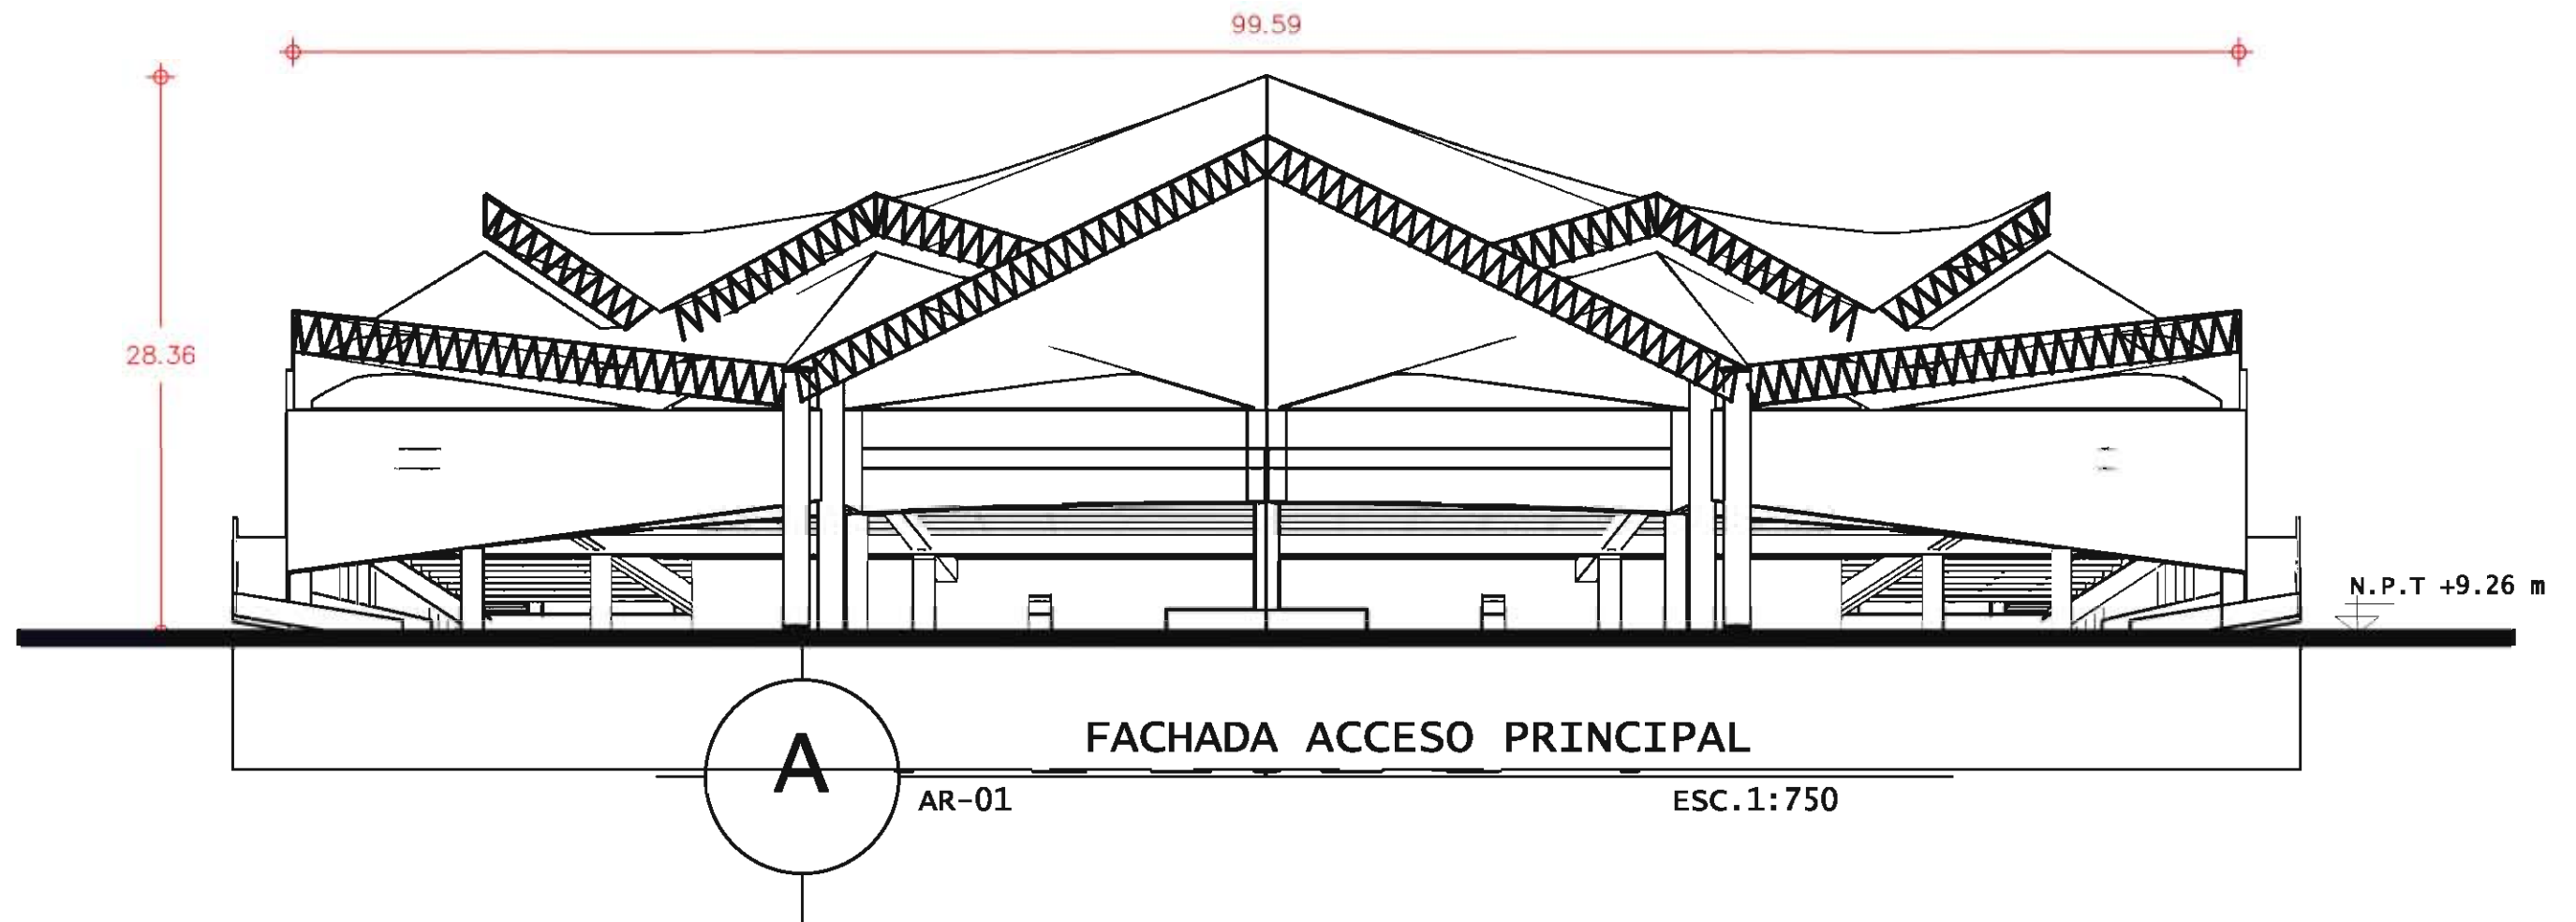 99.59
28.36
N.P.T +9.26 m
FACHADA ACCESO PRINCIPAL
A
AR-01
ESC.1:750